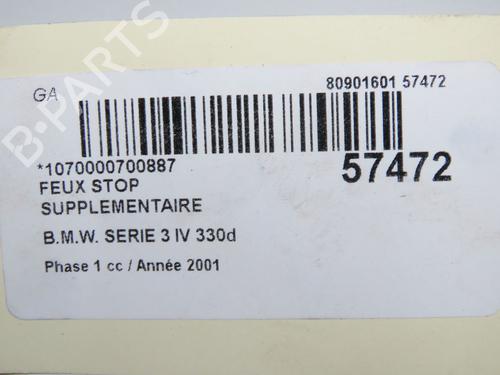 GA
80901601 57472
*1070000700887
57472
FEUX STOP
SUPPLEMENTAIRE
B.M.W. SERIE 3 IV 330d
Phase 1 cc / Année 2001
B-PARTS